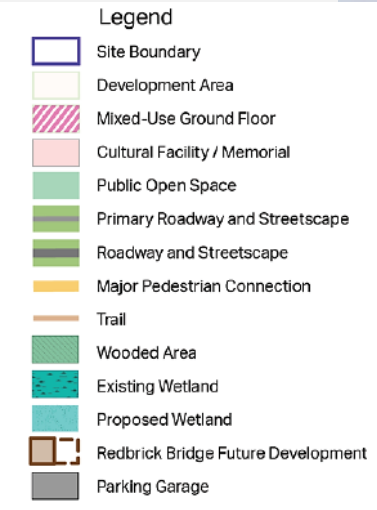 Legend
Site Boundary
Development Area
Mixed-Use Ground Floor
Cultural Facility / Memorial
Public Open Space
Primary Roadway and Streetscape
Roadway and Streetscape
Major Pedestrian Connection
Trail
Wooded Area
Existing Wetland
Proposed Wetland
Redbrick Bridge Future Development
Parking Garage